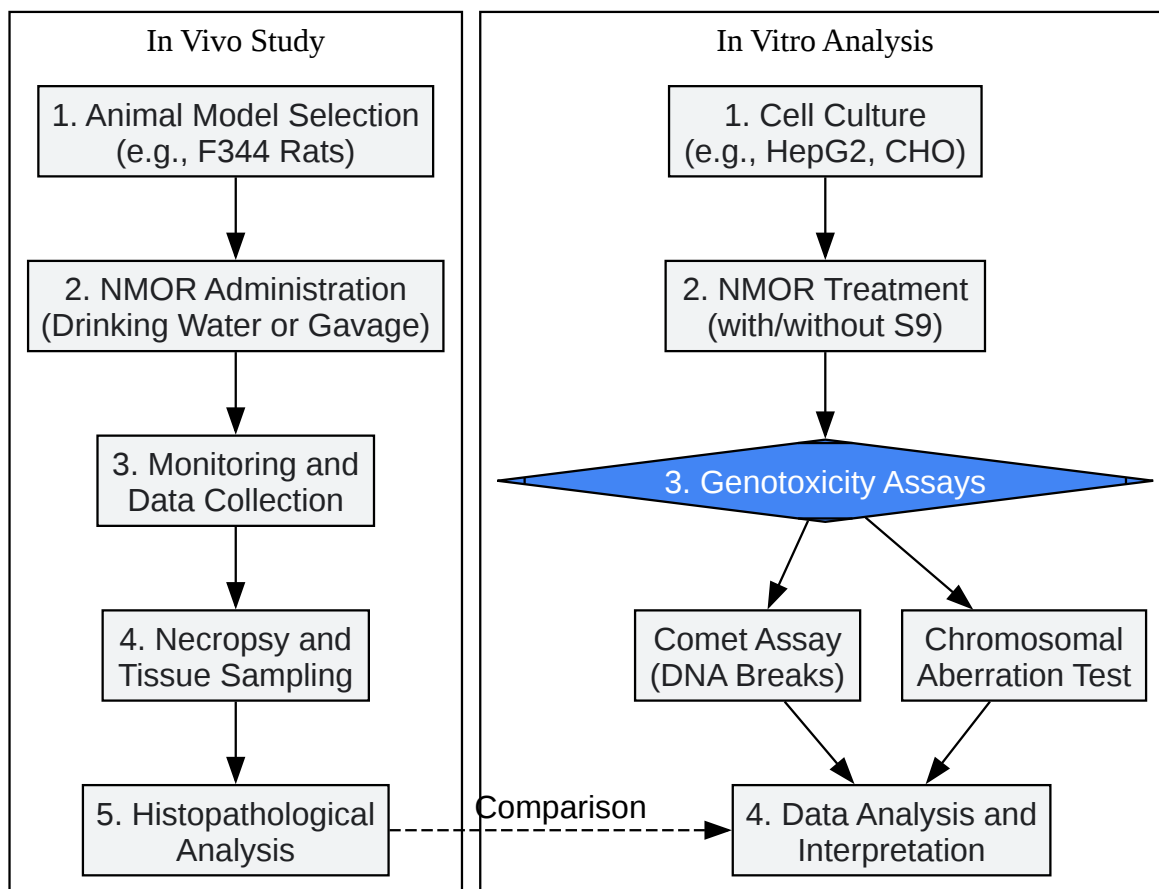 In Vivo Study
1. Animal Model Selection
(e.g., F344 Rats)
2. NMOR Administration
(Drinking Water or Gavage)
3. Monitoring and
Data Collection
4. Necropsy and
Tissue Sampling
5. Histopathological
Analysis
Comparison
In Vitro Analysis
1. Cell Culture
(e.g., HepG2, CHO)
2. NMOR Treatment
(with/without S9)
3. Genotoxicity Assays
Comet Assay
(DNA Breaks)
Chromosomal
Aberration Test
4. Data Analysis and
Interpretation